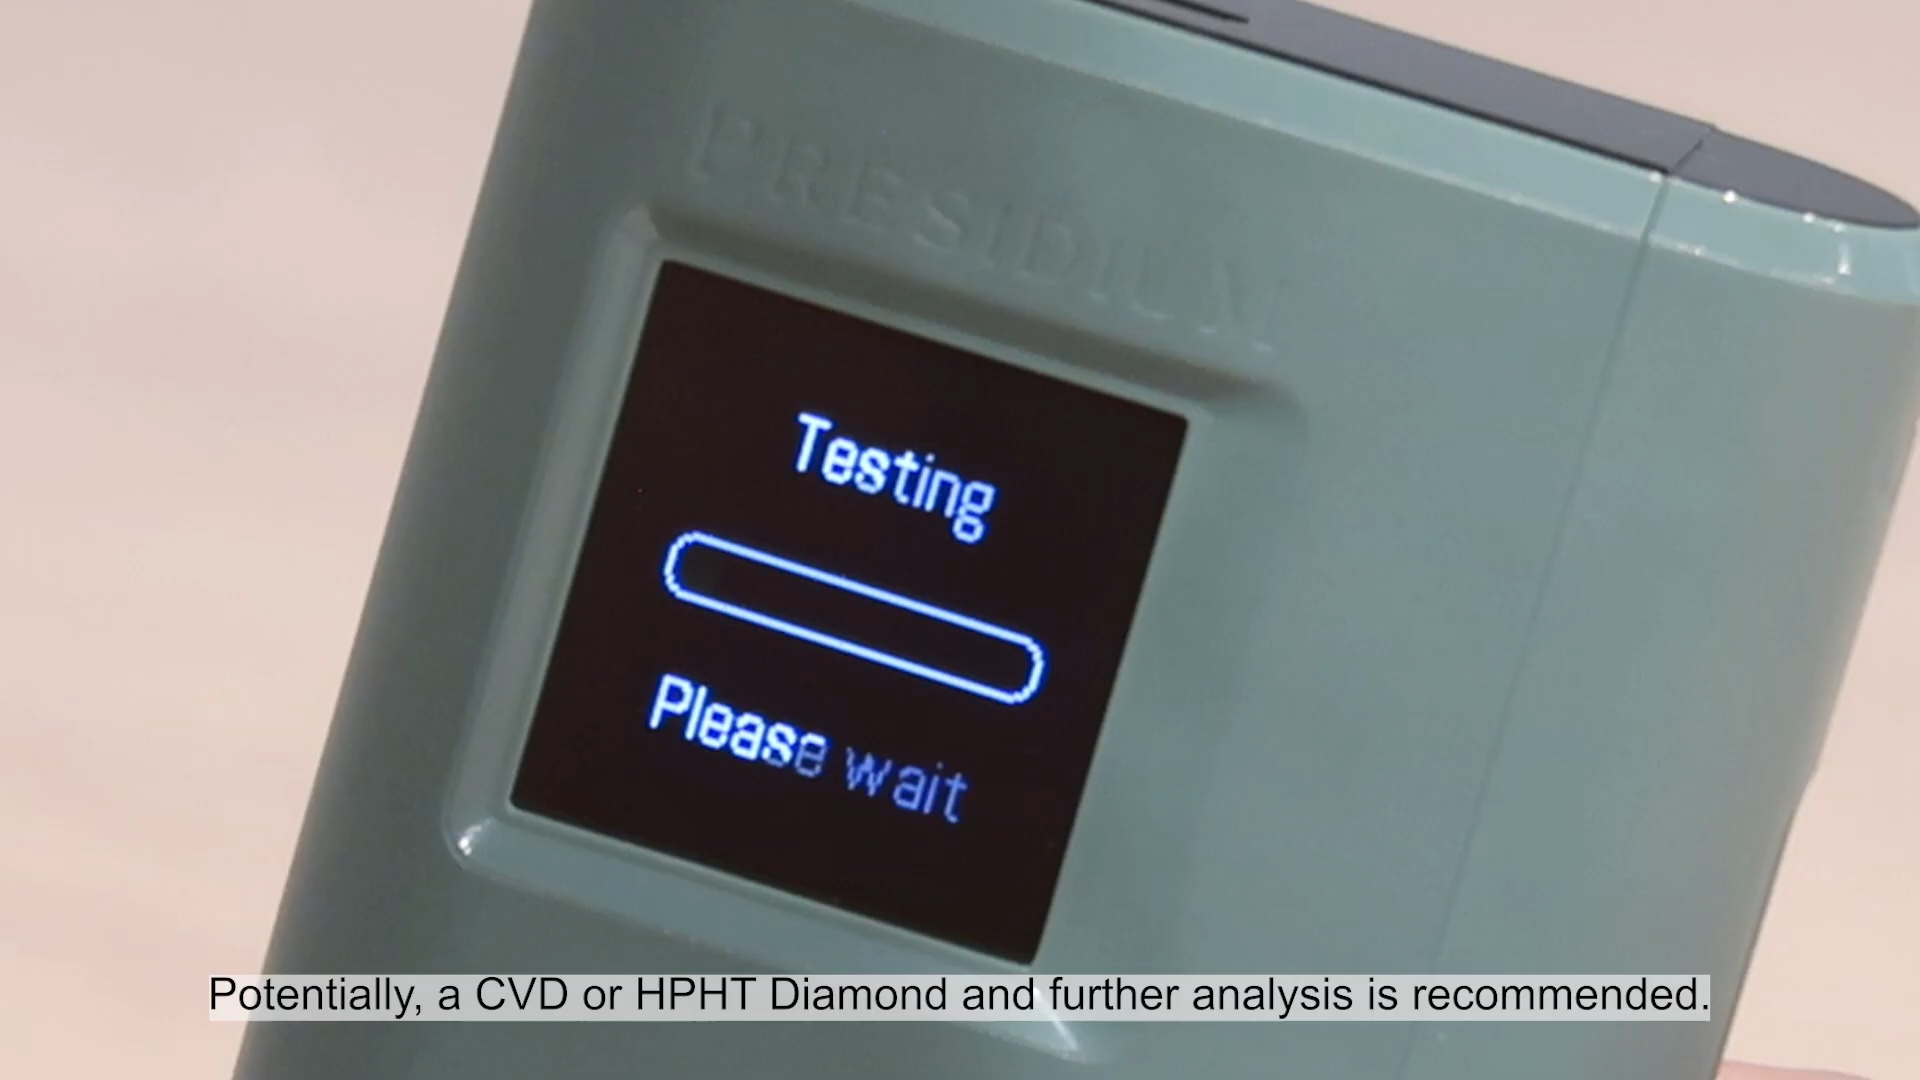 PRESIDIUM
Testing
Please wait
Potentially, a CVD or HPHT Diamond and further analysis is recommended.